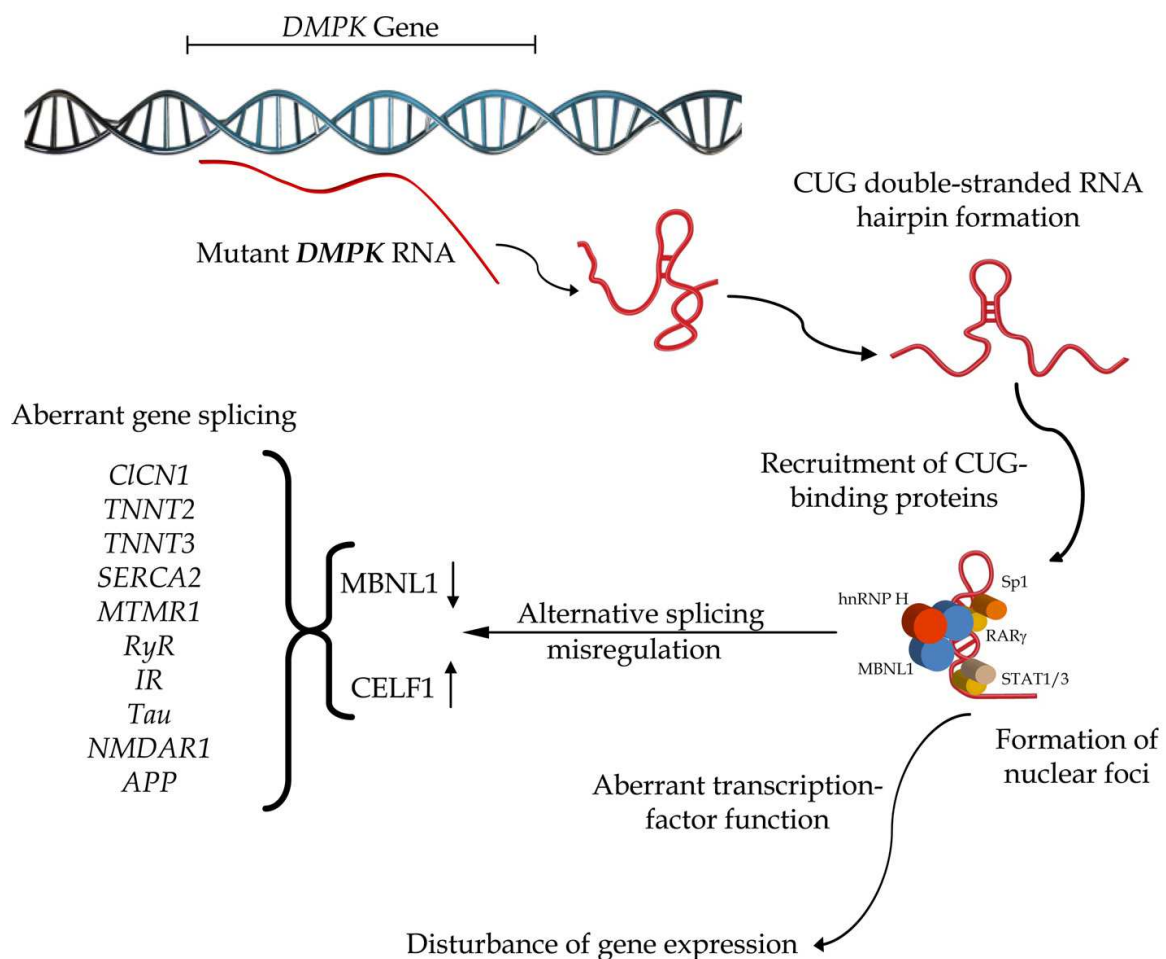 DMPK Gene
Mutant DMPK RNA
CUG double-stranded RNA
hairpin formation
Recruitment of CUG-
binding proteins
Sp1
hnRNP H
RARγ
MBNL1
STAT1/3
Formation of
nuclear foci
Alternative splicing
misregulation
MBNL1
CELF1
Aberrant gene splicing
ClCN1
TNNT2
TNNT3
SERCA2
MTMR1
RyR
IR
Tau
NMDAR1
APP
Aberrant transcription-
factor function
Disturbance of gene expression